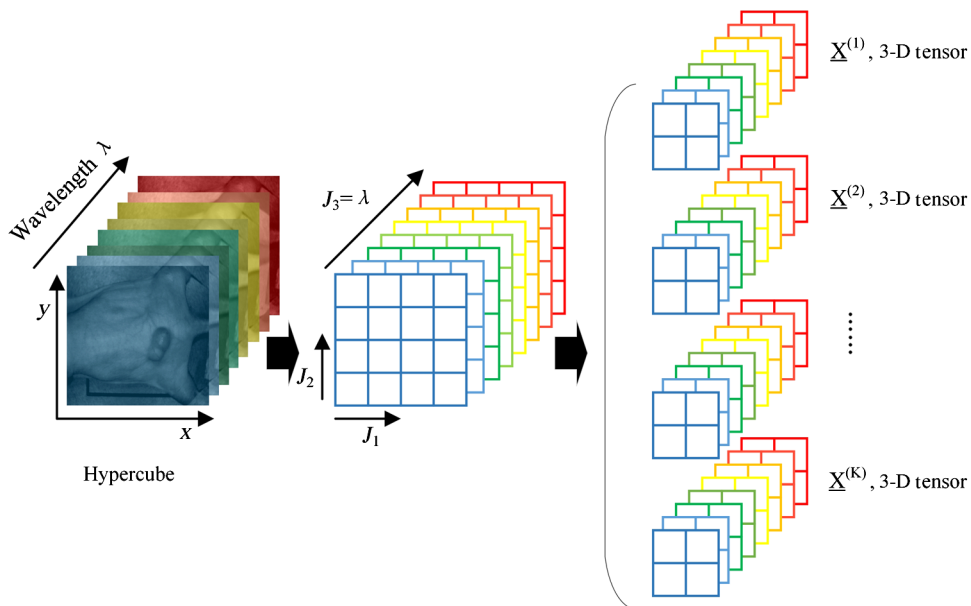 Wavelength λ
y
x
Hypercube
J₃= λ
J₂
J₁
X̲⁽¹⁾, 3-D tensor
X̲⁽²⁾, 3-D tensor
......
X̲⁽ᴷ⁾, 3-D tensor